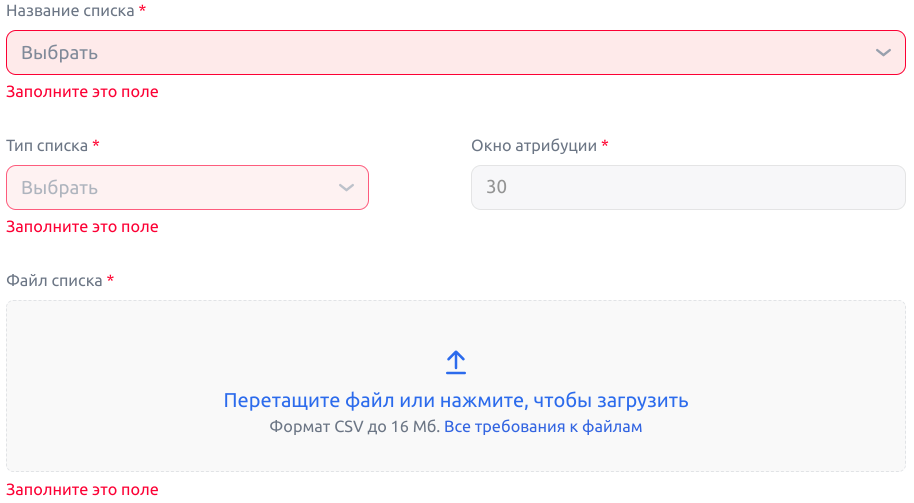 Название списка *
Выбрать
Заполните это поле
Тип списка *
Окно атрибуции *
Выбрать
30
Заполните это поле
Файл списка *
Перетащите файл или нажмите, чтобы загрузить
Формат CSV до 16 Мб. Все требования к файлам
Заполните это поле